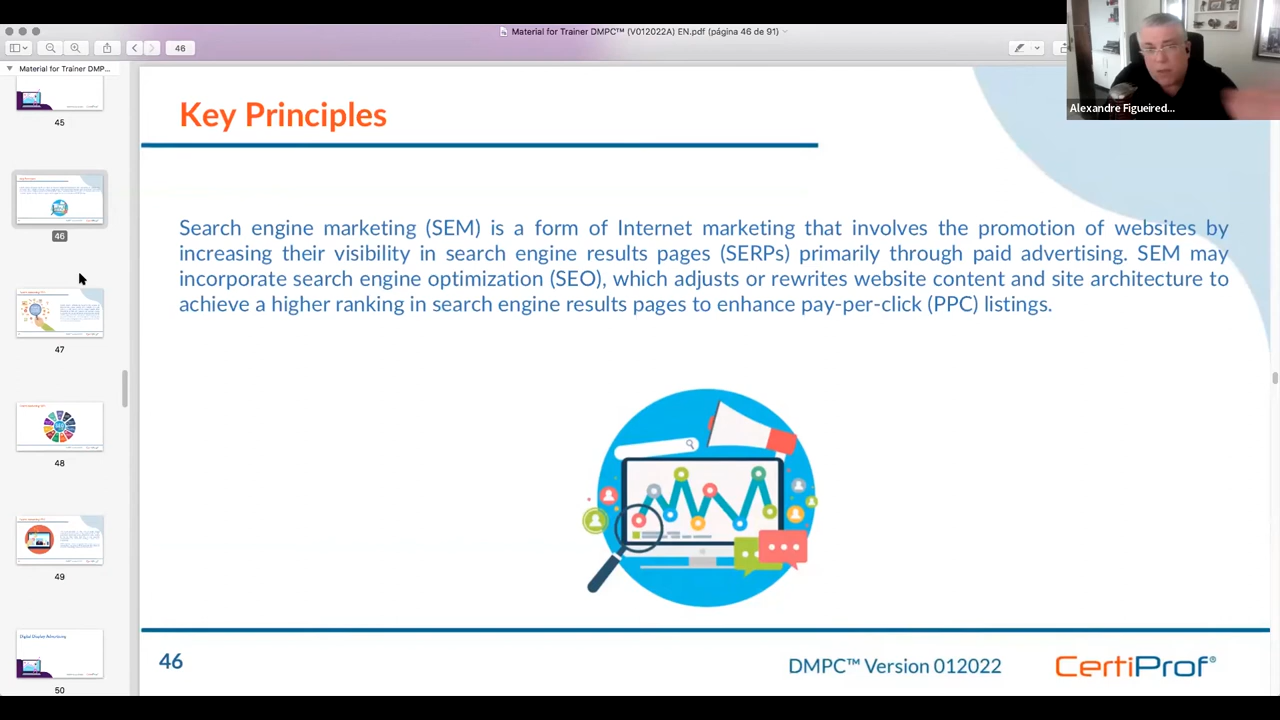 Material for Trainer DMPC™ (V012022A) EN.pdf (página 46 de 91)
46
Material for Trainer DMP...
45
46
47
48
49
Digital Display Advertising
50
Alexandre Figueired...
Key Principles
Search engine marketing (SEM) is a form of Internet marketing that involves the promotion of websites by
increasing their visibility in search engine results pages (SERPs) primarily through paid advertising. SEM may
incorporate search engine optimization (SEO), which adjusts or rewrites website content and site architecture to
achieve a higher ranking in search engine results pages to enhance pay-per-click (PPC) listings.
46
DMPC™ Version 012022
CertiProf®